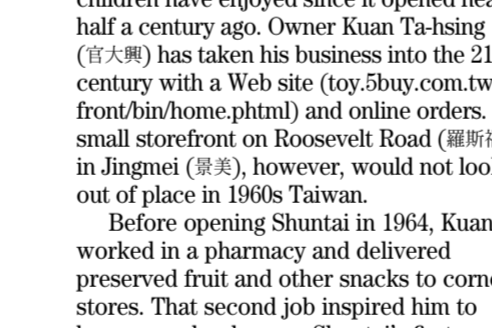 children have enjoyed since it opened
half a century ago. Owner Kuan Ta-hsing
(官大興) has taken his business into the 21
century with a Web site (toy.5buy.com.tw
front/bin/home.phtml) and online orders.
small storefront on Roosevelt Road (羅斯
in Jingmei (景美), however, would not
out of place in 1960s Taiwan.
Before opening Shuntai in 1964, Kuan
worked in a pharmacy and delivered
preserved fruit and other snacks to
stores. That second job inspired him to